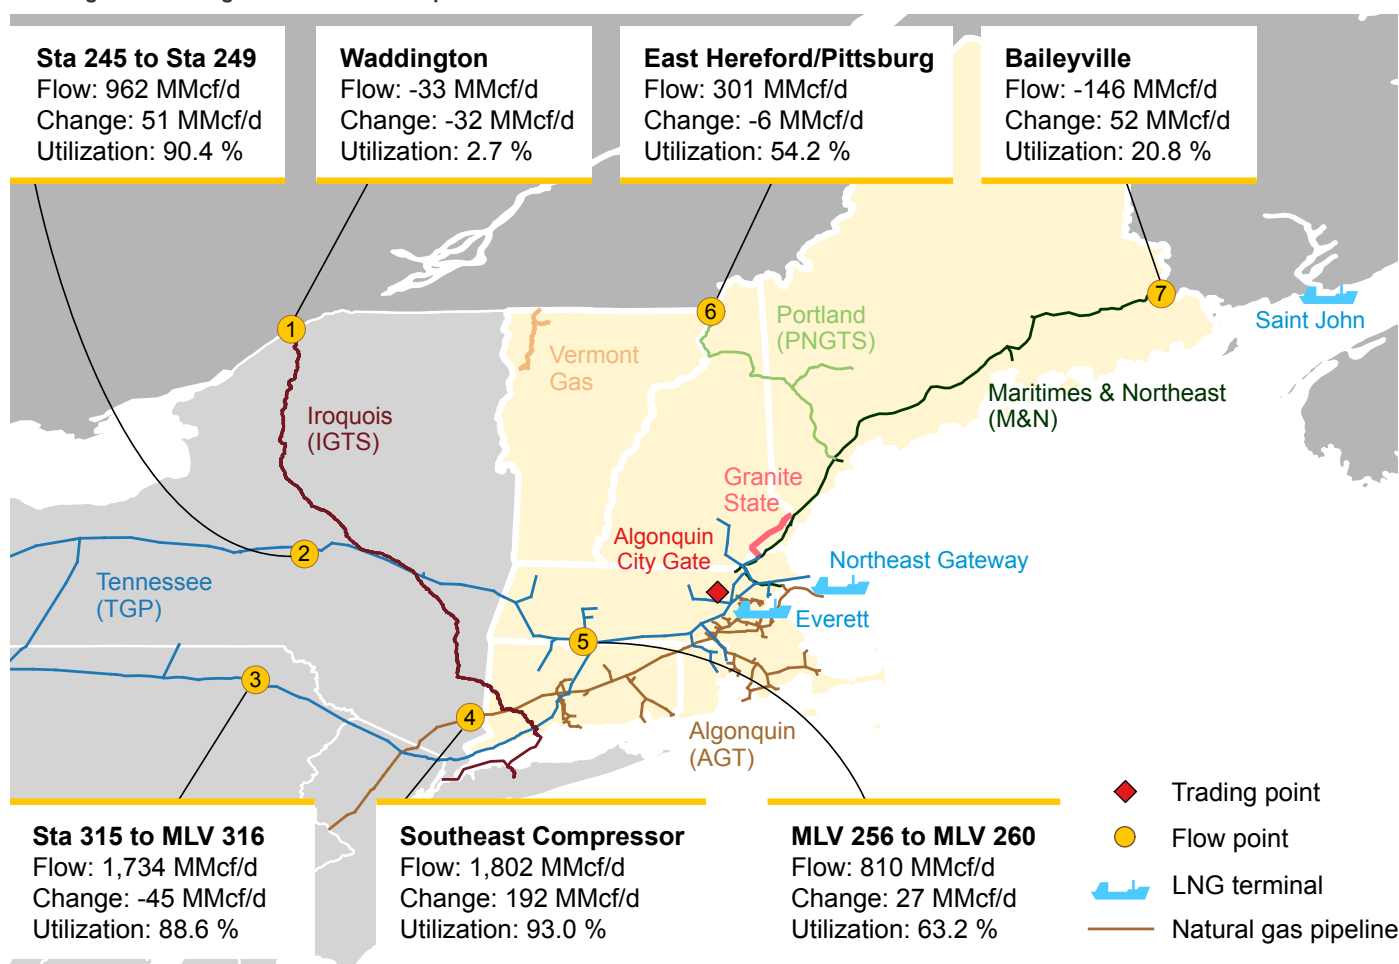 Sta 245 to Sta 249
Flow: 962 MMcf/d
Change: 51 MMcf/d
Utilization: 90.4 %
Waddington
Flow: -33 MMcf/d
Change: -32 MMcf/d
Utilization: 2.7 %
East Hereford/Pittsburg
Flow: 301 MMcf/d
Change: -6 MMcf/d
Utilization: 54.2 %
Baileyville
Flow: -146 MMcf/d
Change: 52 MMcf/d
Utilization: 20.8 %
7
6
1
Saint John
Portland
(PNGTS)
Vermont
Gas
Maritimes & Northeast
(M&N)
Iroquois
(IGTS)
Granite
State
Algonquin
City Gate
2
Northeast Gateway
Tennessee
(TGP)
Everett
5
3
4
Algonquin
(AGT)
Sta 315 to MLV 316
Flow: 1,734 MMcf/d
Change: -45 MMcf/d
Utilization: 88.6 %
Southeast Compressor
Flow: 1,802 MMcf/d
Change: 192 MMcf/d
Utilization: 93.0 %
MLV 256 to MLV 260
Flow: 810 MMcf/d
Change: 27 MMcf/d
Utilization: 63.2 %
Trading point
Flow point
LNG terminal
Natural gas pipeline